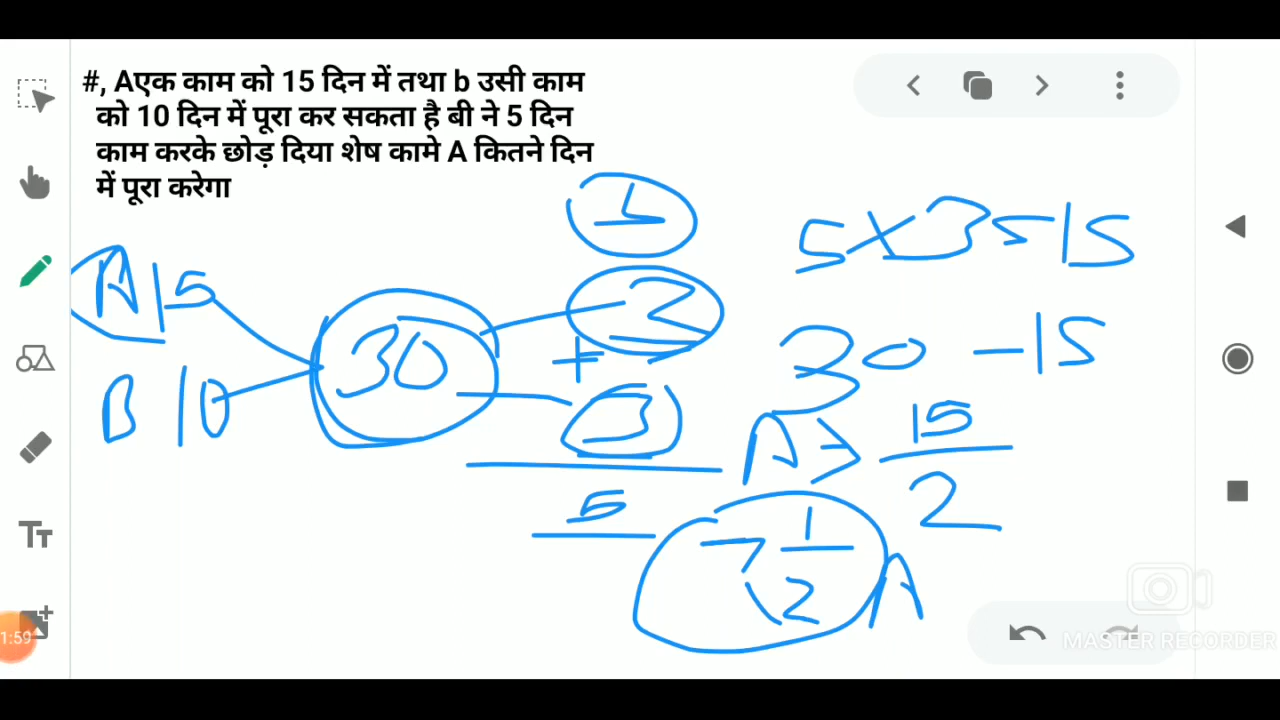 #, Aएक काम को 15 दिन में तथा b उसी काम
को 10 दिन में पूरा कर सकता है बी ने 5 दिन
काम करके छोड़ दिया शेष कामे A कितने दिन
में पूरा करेगा
5 x 3 = 15
A 15
30
2
+
30 - 15
B 10
3
A ⇒ 15/2
5
7 1/2 A
Tт
1:59
MASTER RECORDER